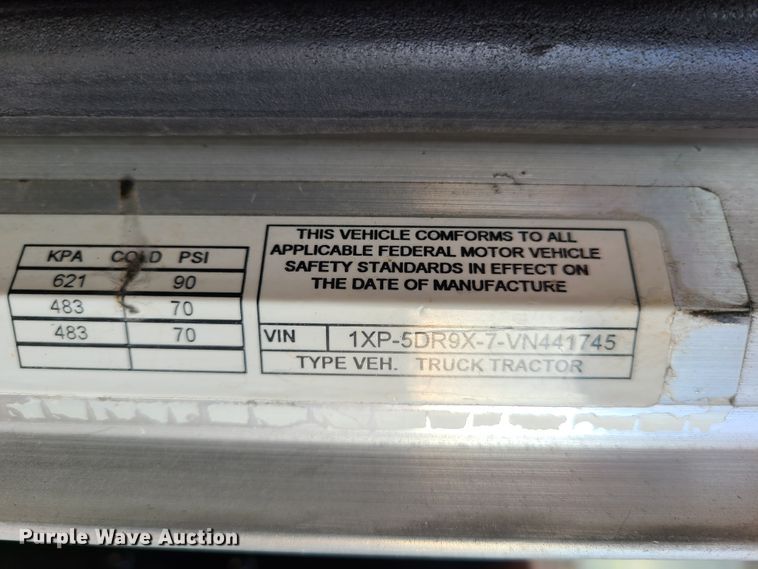 KPA COLD PSI
621 90
483 70
483 70
THIS VEHICLE COMFORMS TO ALL
APPLICABLE FEDERAL MOTOR VEHICLE
SAFETY STANDARDS IN EFFECT ON
THE DATE OF MANUFACTURE
VIN 1XP-5DR9X-7-VN441745
TYPE VEH. TRUCK TRACTOR
Purple Wave Auction